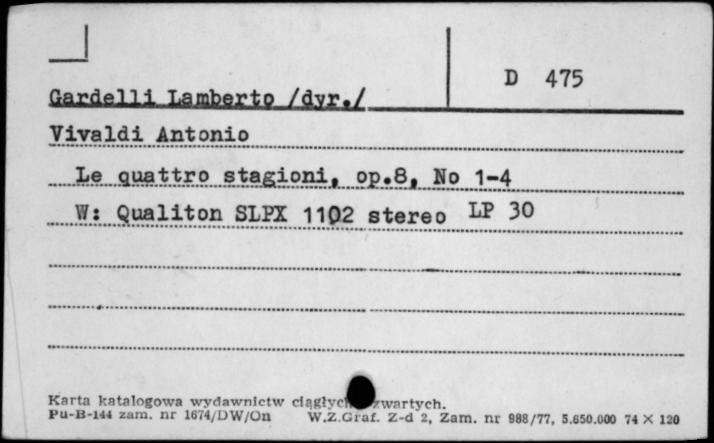 D 475
Gardelli Lamberto /dyr./
Vivaldi Antonio
Le quattro stagioni, op.8, No 1-4
W: Qualiton SLPX 1102 stereo LP 30
Karta katalogowa wydawnictw ciągłych zwartych.
Pu-B-144 zam. nr 1674/DW/On W.Z.Graf. Z-d 2, Zam. nr 988/77, 5.650.000 74 × 120